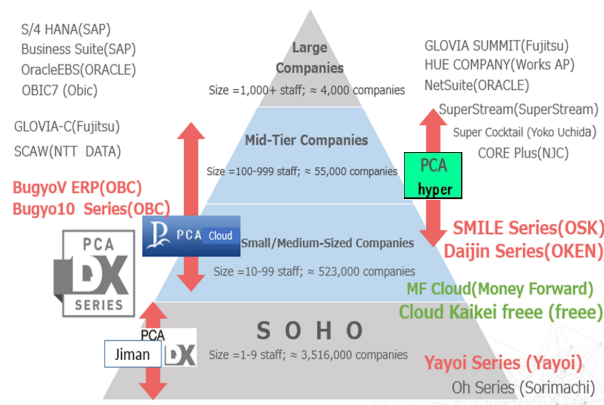 S/4 HANA(SAP)
Business Suite(SAP)
OracleEBS(ORACLE)
OBIC7 (Obic)
GLOVIA-C(Fujitsu)
SCAW(NTT DATA)
BugyoV ERP(OBC)
Bugyo10 Series(OBC)
PCA
DX
SERIES
PCA Cloud
PCA
Jiman
DX
Large
Companies
Size =1,000+ staff; ≈ 4,000 companies
Mid-Tier Companies
Size =100-999 staff; ≈ 55,000 companies
Small/Medium-Sized Companies
Size =10-99 staff; ≈ 523,000 companies
S O H O
Size =1-9 staff; ≈ 3,516,000 companies
GLOVIA SUMMIT(Fujitsu)
HUE COMPANY(Works AP)
NetSuite(ORACLE)
SuperStream(SuperStream)
Super Cocktail (Yoko Uchida)
CORE Plus(NJC)
PCA
hyper
SMILE Series(OSK)
Daijin Series(OKEN)
MF Cloud(Money Forward)
Cloud Kaikei freee (freee)
Yayoi Series (Yayoi)
Oh Series (Sorimachi)